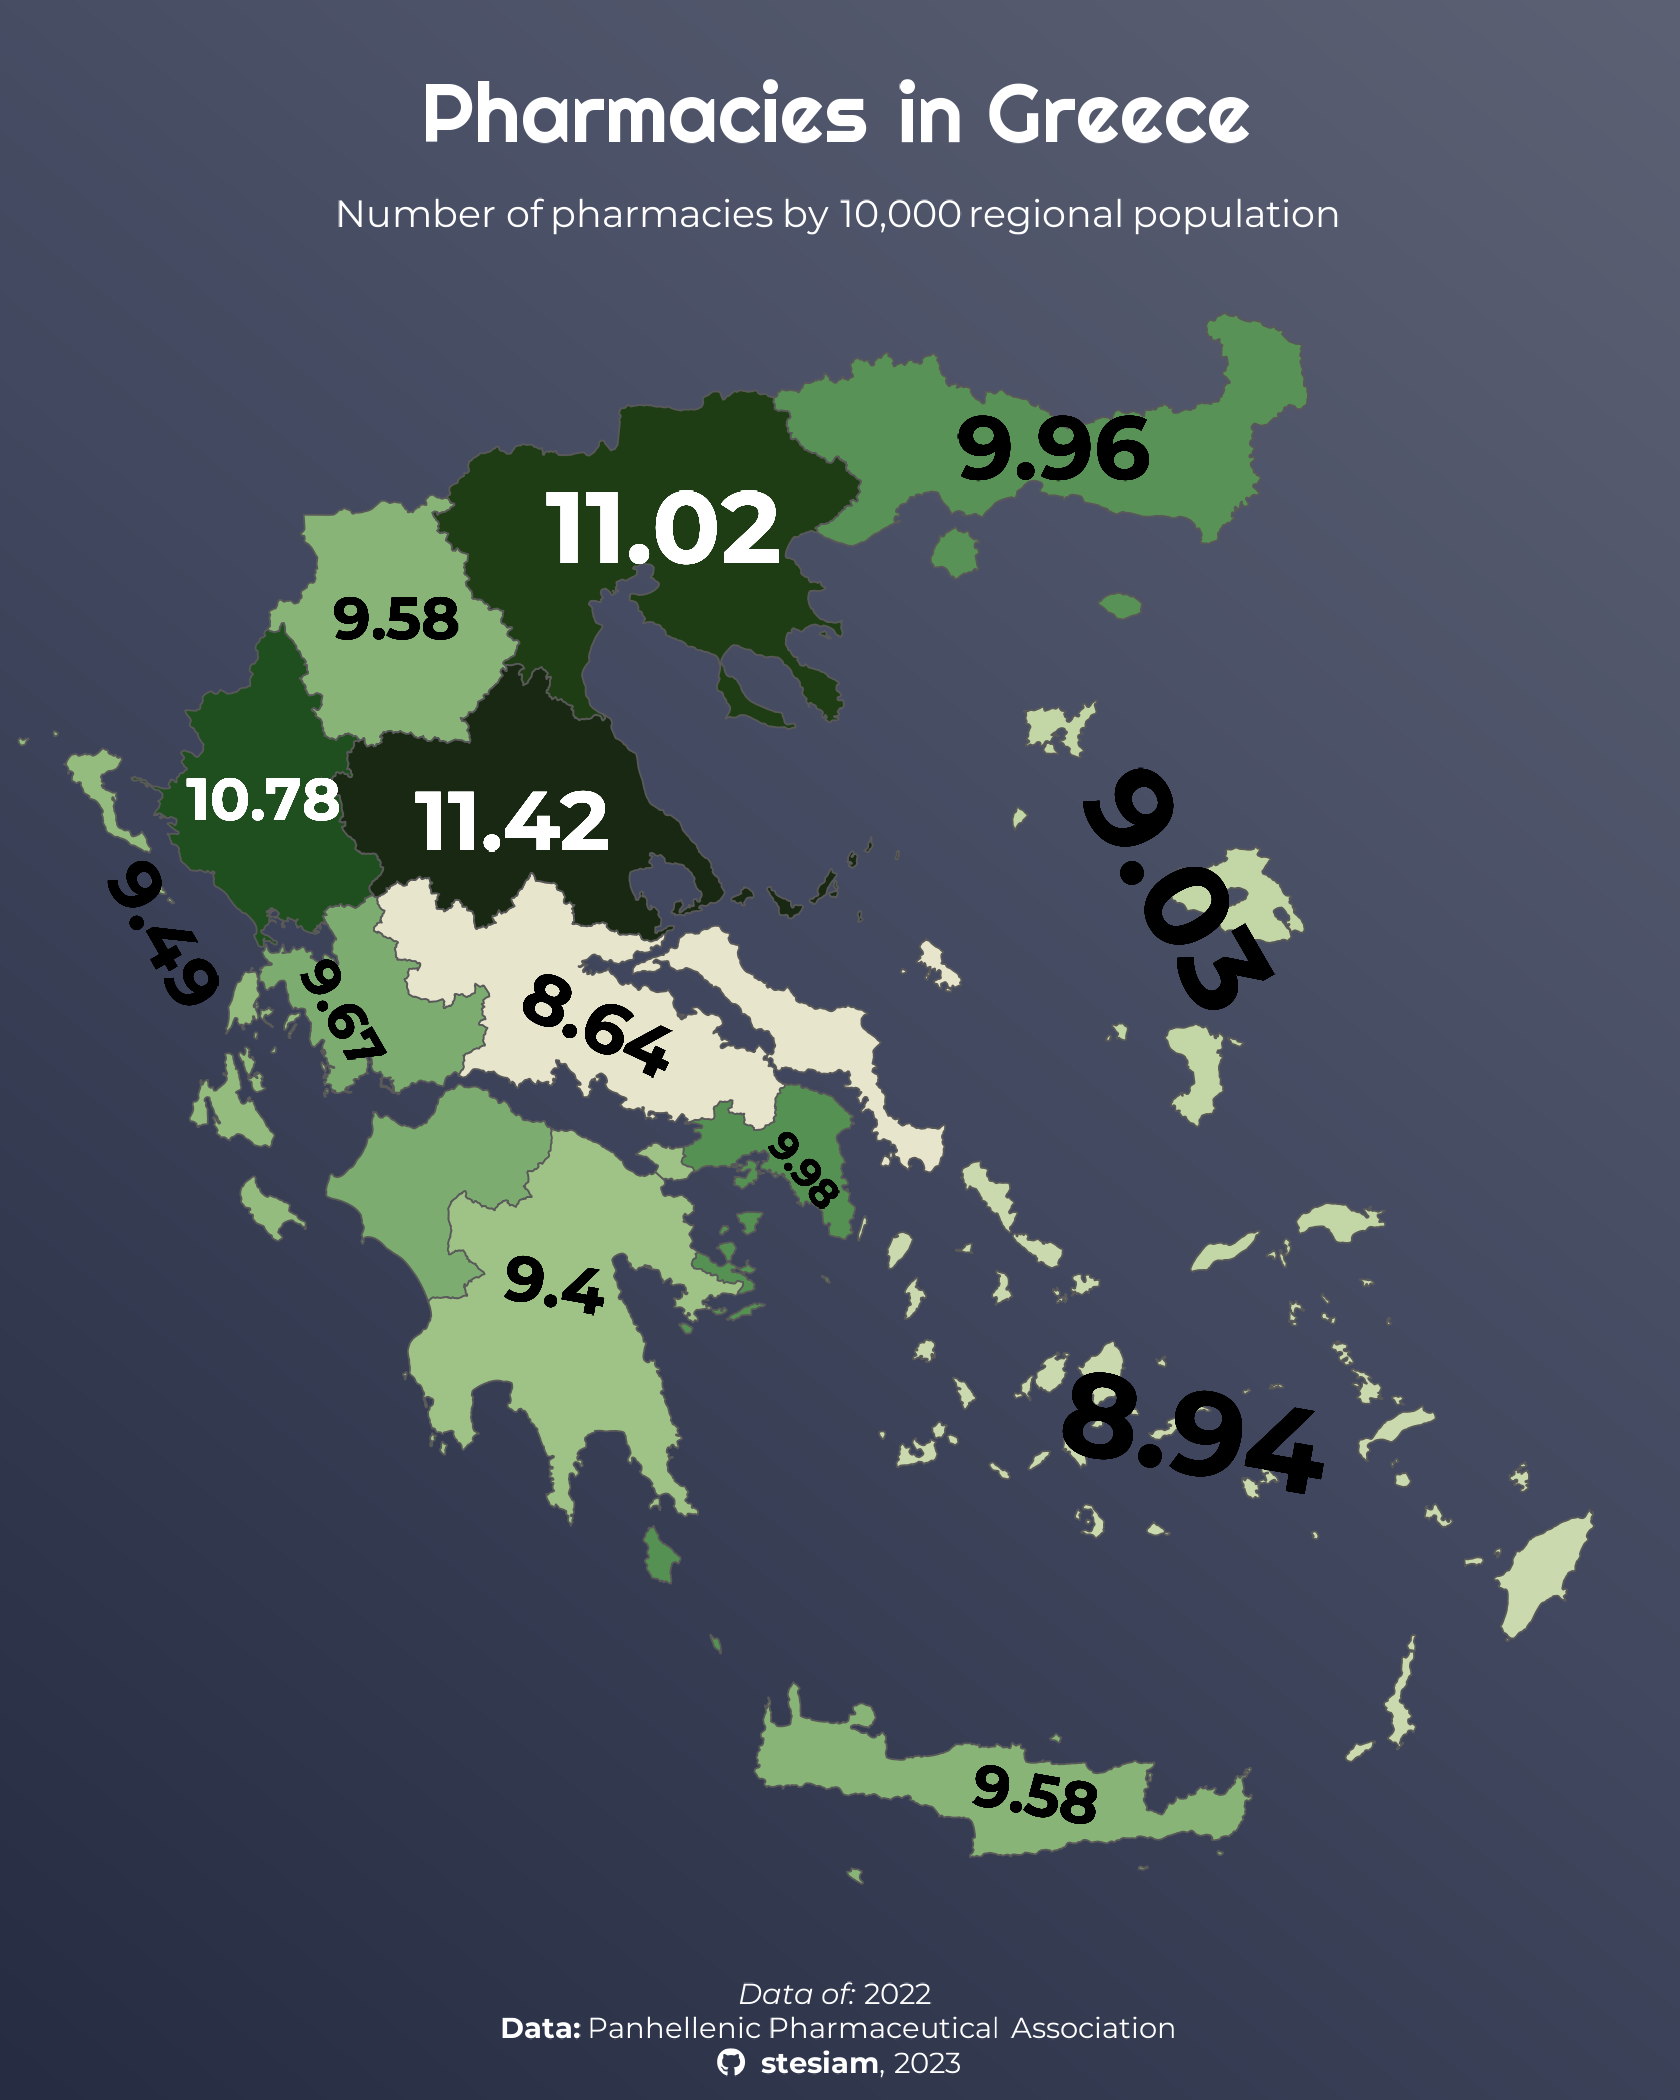 Pharmacies in Greece
Number of pharmacies by 10,000 regional population
9.96
11.02
9.58
10.78
11.42
9.03
9.49
9.67
8.64
9.98
9.4
8.94
9.58
Data of: 2022
Data: Panhellenic Pharmaceutical Association
stesiam, 2023